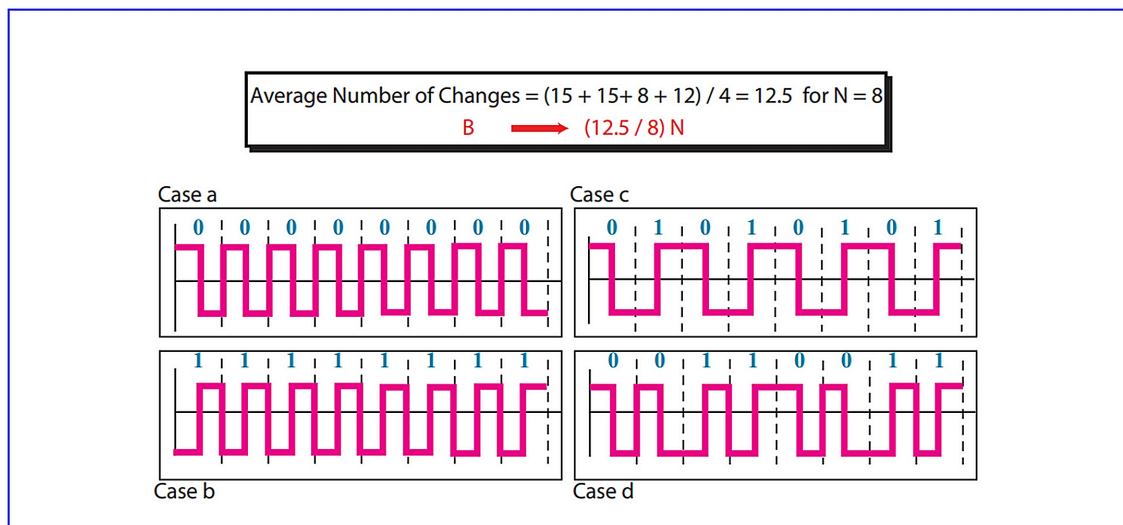 Average Number of Changes = (15 + 15+ 8 + 12) / 4 = 12.5 for N = 8
B (12.5 / 8) N
Case a
0 0 0 0 0 0 0 0
Case c
0 1 0 1 0 1 0 1
1 1 1 1 1 1 1 1
Case b
0 0 1 1 0 0 1 1
Case d